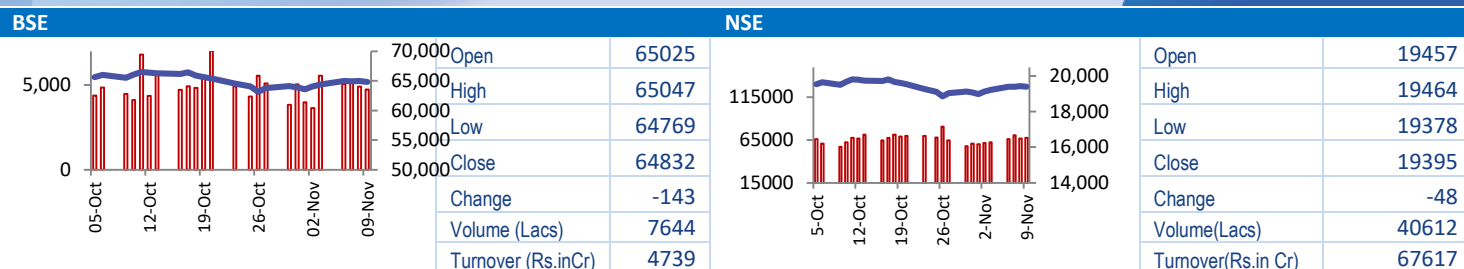 BSE
5,000
0
70,000
65,000
60,000
55,000
50,000
05-Oct
12-Oct
19-Oct
26-Oct
02-Nov
09-Nov
Open 65025
High 65047
Low 64769
Close 64832
Change -143
Volume (Lacs) 7644
Turnover (Rs.inCr) 4739
NSE
115000
65000
15000
20,000
18,000
16,000
14,000
5-Oct
12-Oct
19-Oct
26-Oct
2-Nov
9-Nov
Open 19457
High 19464
Low 19378
Close 19395
Change -48
Volume(Lacs) 40612
Turnover(Rs.in Cr) 67617